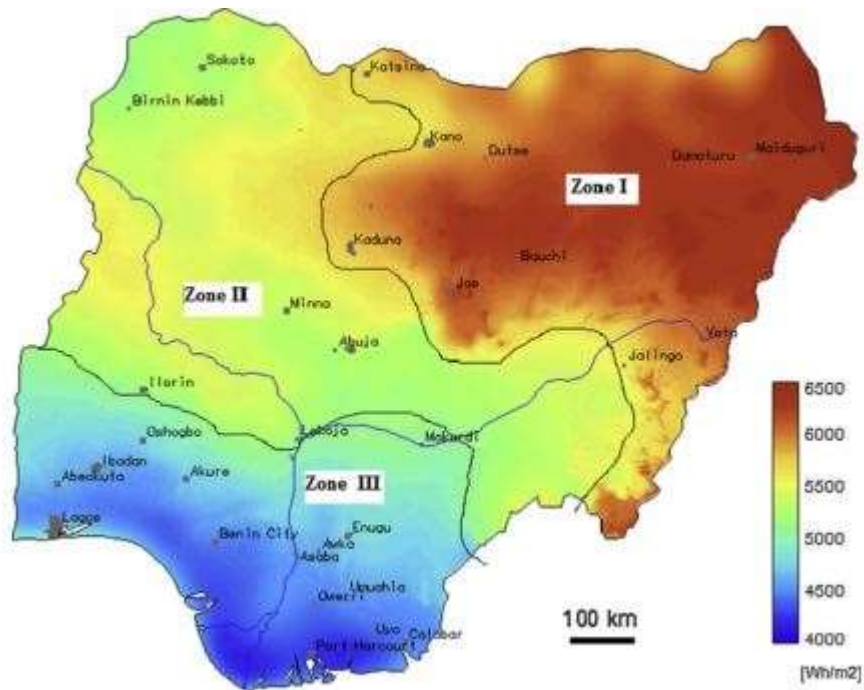 Sokoto
Katsina
Birnin Kebbi
Kano
Dutse
Damaturu
Maiduguri
Zone I
Kaduna
Bauchi
Jos
Zone II
Minna
Abuja
Yola
Jalingo
Ilorin
6500
Oshogbo
Lokoja
Makurdi
6000
Ibadan
Abeokuta
Akure
Zone III
5500
Lagos
Benin City
Enugu
Awka
Asaba
5000
Umuahia
Owerri
4500
100 km
Uyo
Calabar
Port Harcourt
4000
[Wh/m2]